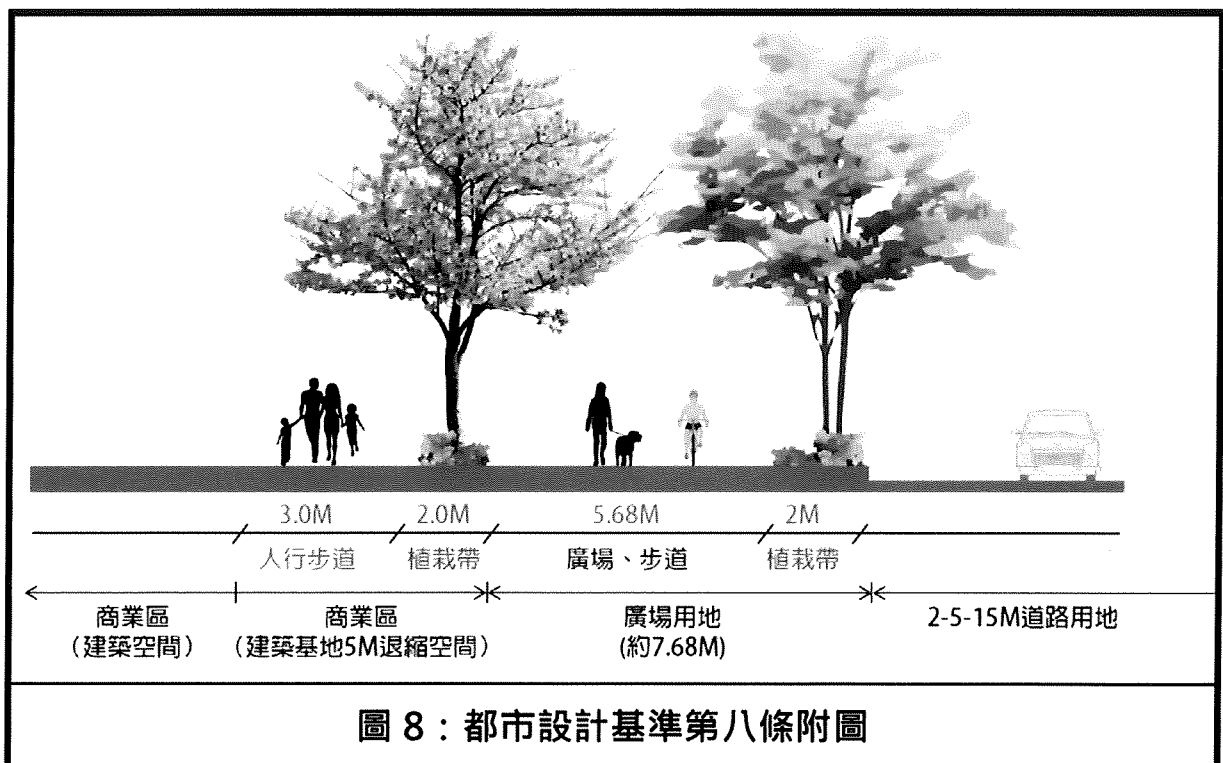 3.0M 2.0M 5.68M 2M
人行步道 植栽帶 廣場、步道 植栽帶
商業區 商業區 廣場用地 2-5-15M道路用地
(建築空間) (建築基地5M退縮空間) (約7.68M)
圖 8：都市設計基準第八條附圖